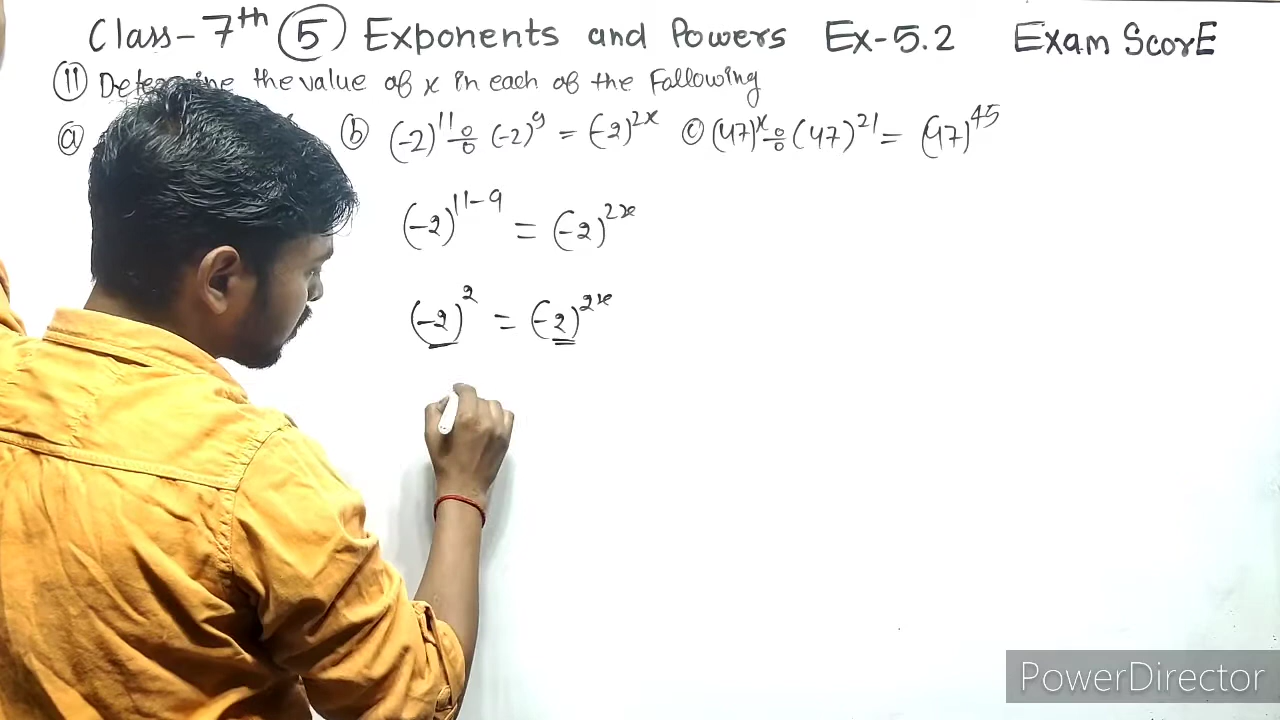 Class-7th ⑤ Exponents and Powers Ex-5.2 Exam ScorE
⑪ Determine the value of x in each of the Following
ⓐ ⓑ (-2)^11 ÷ (-2)^9 = (-2)^2x ⓒ (47)^x ÷ (47)^21 = (47)^45
(-2)^11-9 = (-2)^2x
(-2)^2 = (-2)^2x
PowerDirector